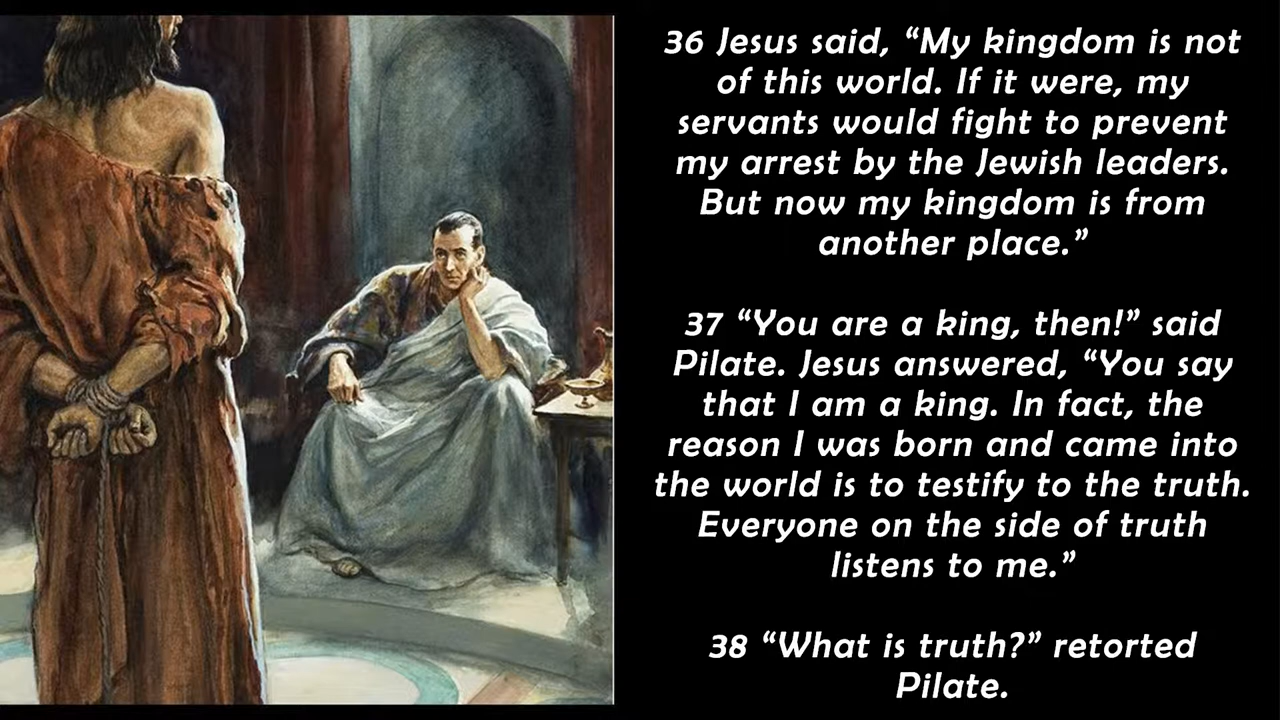 36 Jesus said, “My kingdom is not
of this world. If it were, my
servants would fight to prevent
my arrest by the Jewish leaders.
But now my kingdom is from
another place.”
37 “You are a king, then!” said
Pilate. Jesus answered, “You say
that I am a king. In fact, the
reason I was born and came into
the world is to testify to the truth.
Everyone on the side of truth
listens to me.”
38 “What is truth?” retorted
Pilate.